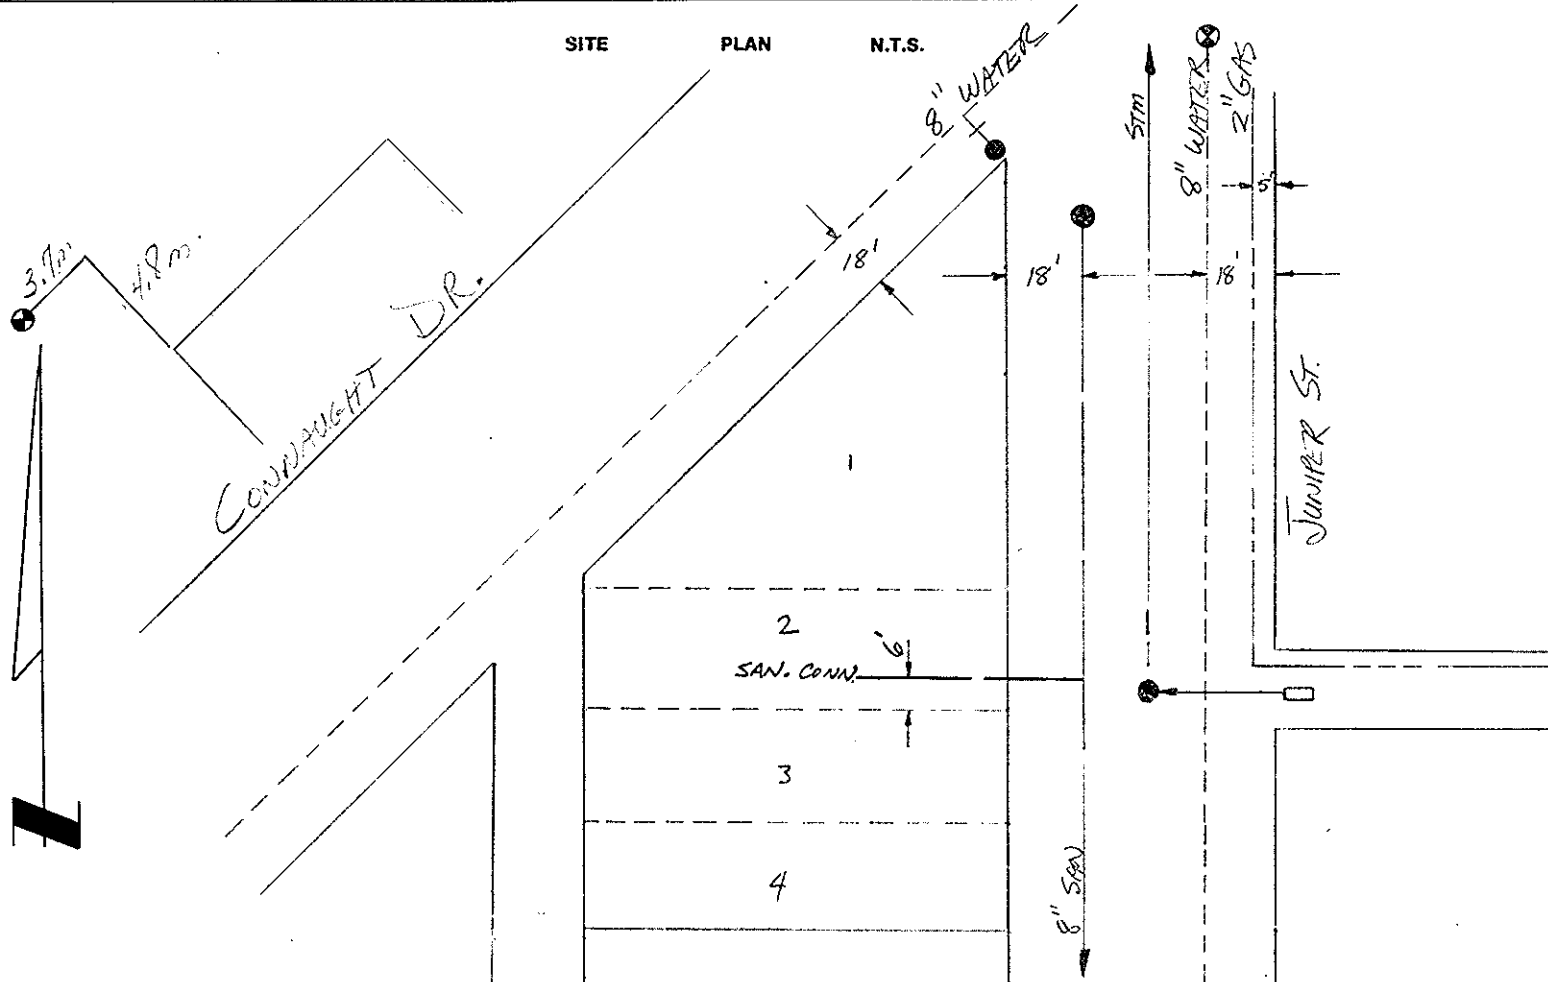 SITE PLAN N.T.S.
8" WATER
STM
8" WATER
2" GAS
5'
18'
18'
18'
3.7m
4.8m.
CONNAUGHT DR.
JUNIPER ST.
1
2
6'
SAN. CONN.
3
4
8" SAN
N